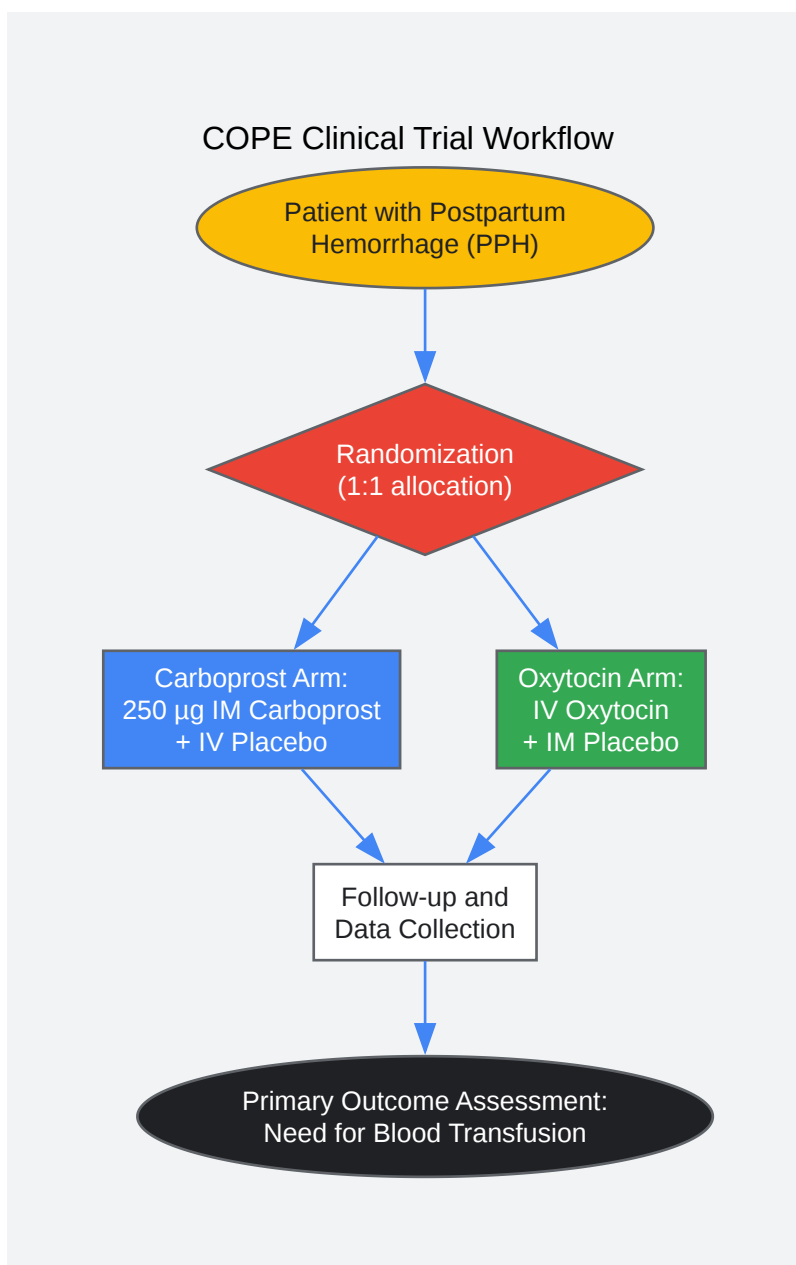 COPE Clinical Trial Workflow
Patient with Postpartum
Hemorrhage (PPH)
Randomization
(1:1 allocation)
Carboprost Arm:
250 µg IM Carboprost
+ IV Placebo
Oxytocin Arm:
IV Oxytocin
+ IM Placebo
Follow-up and
Data Collection
Primary Outcome Assessment:
Need for Blood Transfusion